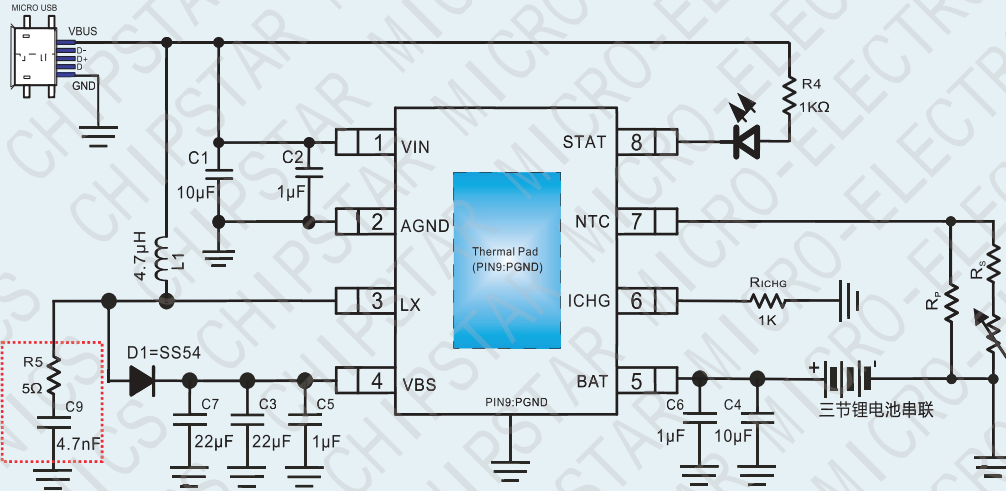 MICRO USB
VBUS
D-
D+
D
GND
R4
1KΩ
1
VIN
STAT
8
C1
10μF
C2
1μF
2
AGND
NTC
7
Thermal Pad
(PIN9:PGND)
4.7μH
L1
3
LX
ICHG
6
RICHG
1K
RP
RS
R5
5Ω
D1=SS54
4
VBS
BAT
5
+
-
三节锂电池串联
C9
4.7nF
C7
22μF
C3
22μF
C5
1μF
PIN9:PGND
C6
1μF
C4
10μF
CHIPSTAR MICRO-ELECTRONICS